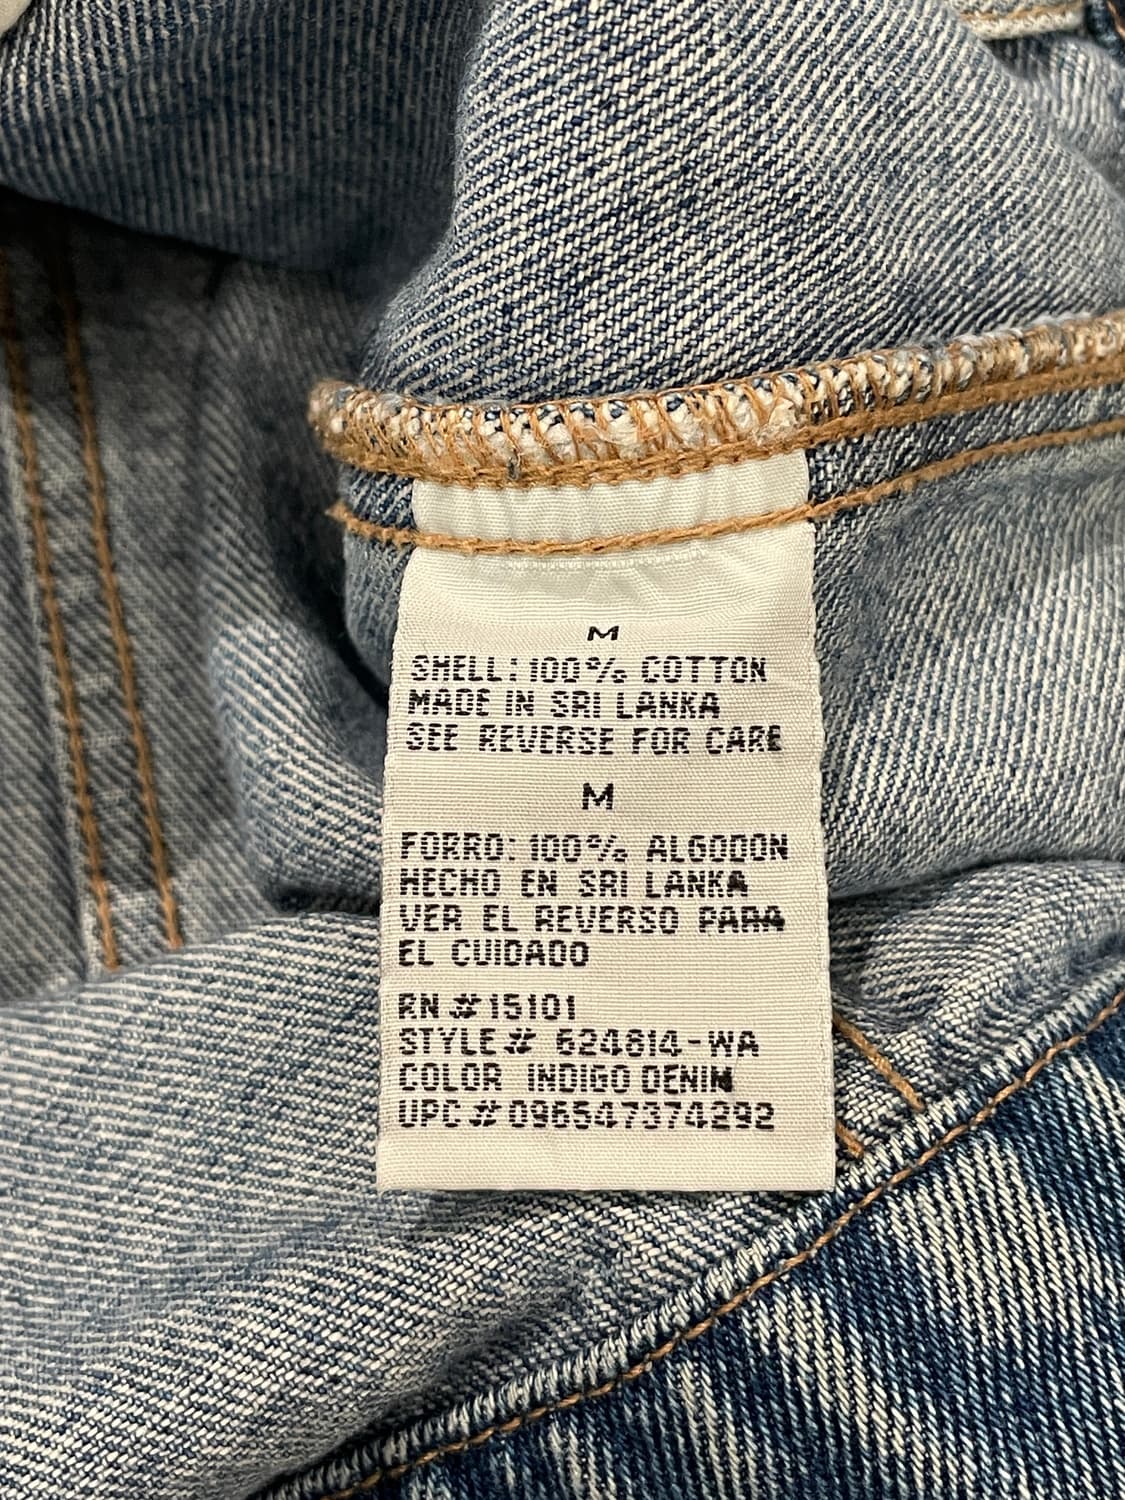 M
SHELL: 100% COTTON
MADE IN SRI LANKA
SEE REVERSE FOR CARE
M
FORRO: 100% ALGODON
HECHO EN SRI LANKA
VER EL REVERSO PARA
EL CUIDADO
RN # 15101
STYLE # 624614-WA
COLOR INDIGO DENIM
UPC # 096547374292